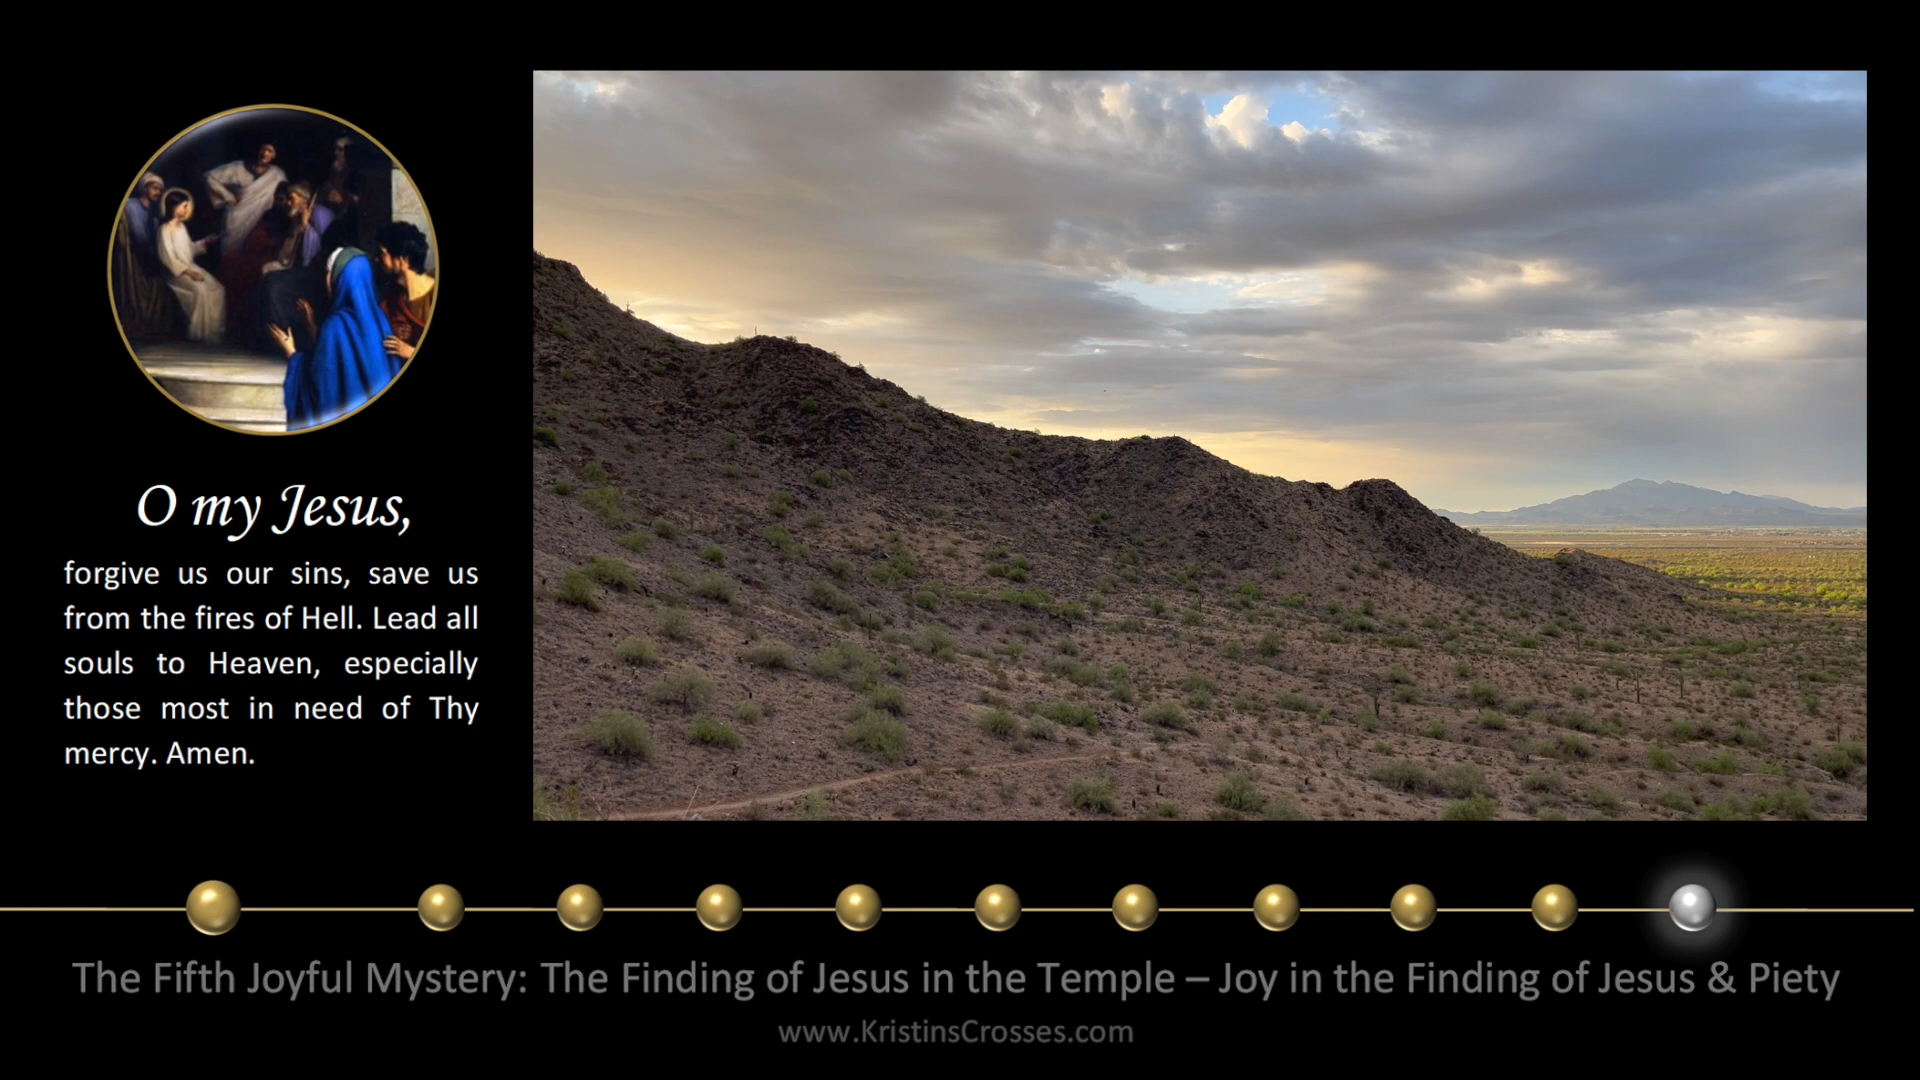 O my Jesus,
forgive us our sins, save us
from the fires of Hell. Lead all
souls to Heaven, especially
those most in need of Thy
mercy. Amen.
The Fifth Joyful Mystery: The Finding of Jesus in the Temple – Joy in the Finding of Jesus & Piety
www.KristinsCrosses.com